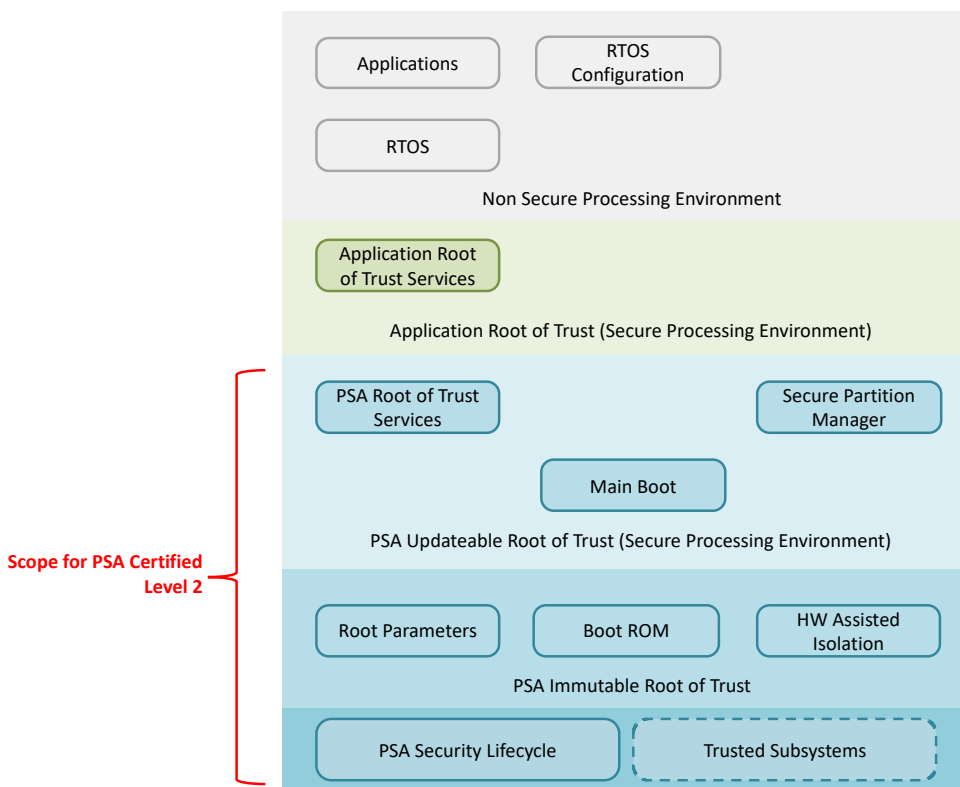 Applications
RTOS
Configuration
RTOS
Non Secure Processing Environment
Application Root
of Trust Services
Application Root of Trust (Secure Processing Environment)
PSA Root of Trust
Services
Secure Partition
Manager
Main Boot
PSA Updateable Root of Trust (Secure Processing Environment)
Scope for PSA Certified
Level 2
Root Parameters
Boot ROM
HW Assisted
Isolation
PSA Immutable Root of Trust
PSA Security Lifecycle
Trusted Subsystems